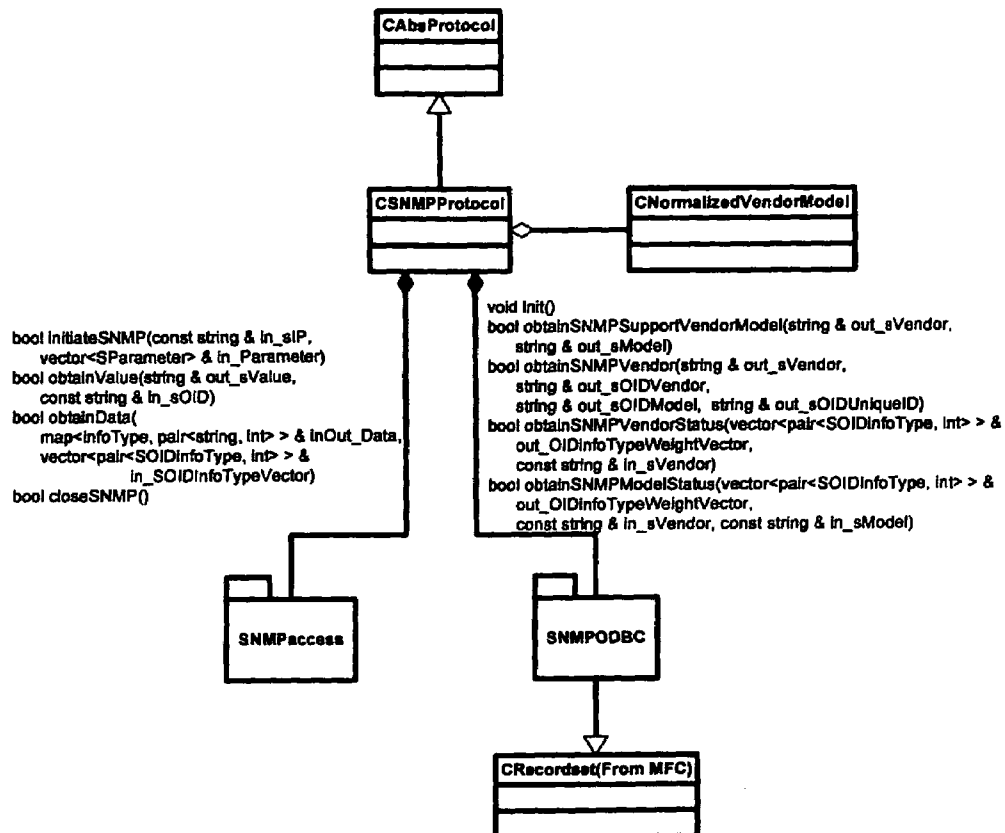 CAbsProtocol
CSNMPProtocol
CNormalizedVendorModel
bool initiateSNMP(const string & in_sIP,
vector<SParameter> & in_Parameter)
bool obtainValue(string & out_sValue,
const string & in_sOID)
bool obtainData(
map<infoType, pair<string, int> > & inOut_Data,
vector<pair<SOIDinfoType, int> > &
in_SOIDinfoTypeVector)
bool closeSNMP()
void Init()
bool obtainSNMPSupportVendorModel(string & out_sVendor,
string & out_sModel)
bool obtainSNMPVendor(string & out_sVendor,
string & out_sOIDVendor,
string & out_sOIDModel, string & out_sOIDUniqueID)
bool obtainSNMPVendorStatus(vector<pair<SOIDinfoType, int> > &
out_OIDinfoTypeWeightVector,
const string & in_sVendor)
bool obtainSNMPModelStatus(vector<pair<SOIDinfoType, int> > &
out_OIDinfoTypeWeightVector,
const string & in_sVendor, const string & in_sModel)
SNMPaccess
SNMPODBC
CRecordset(From MFC)